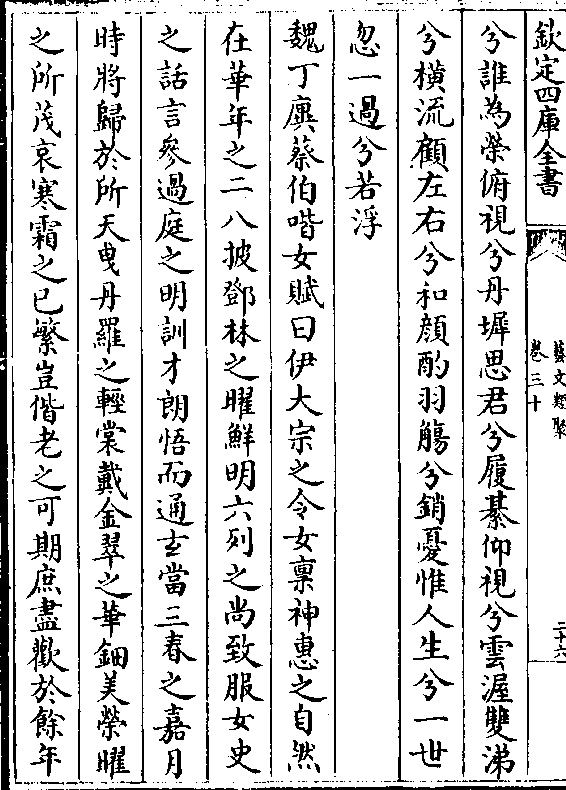 欽定四庫全書
藝文類聚
卷三十
二十六
兮誰為榮俯視兮丹墀思君兮履綦仰視兮雲渥雙涕
兮橫流顧左右兮和顏酌羽觴兮銷憂惟人生兮一世
忽一過兮若浮
魏丁廙蔡伯喈女賦曰伊大宗之令女禀神惠之自然
在華年之二八披鄧林之曜鮮明六列之尚致服女史
之話言參過庭之明訓才朗悟而通玄當三春之嘉月
時將歸於所天曳丹羅之輕裳戴金翠之華鈿美榮曜
之所茂哀寒霜之已繁豈偕老之可期庶盡歡於餘年